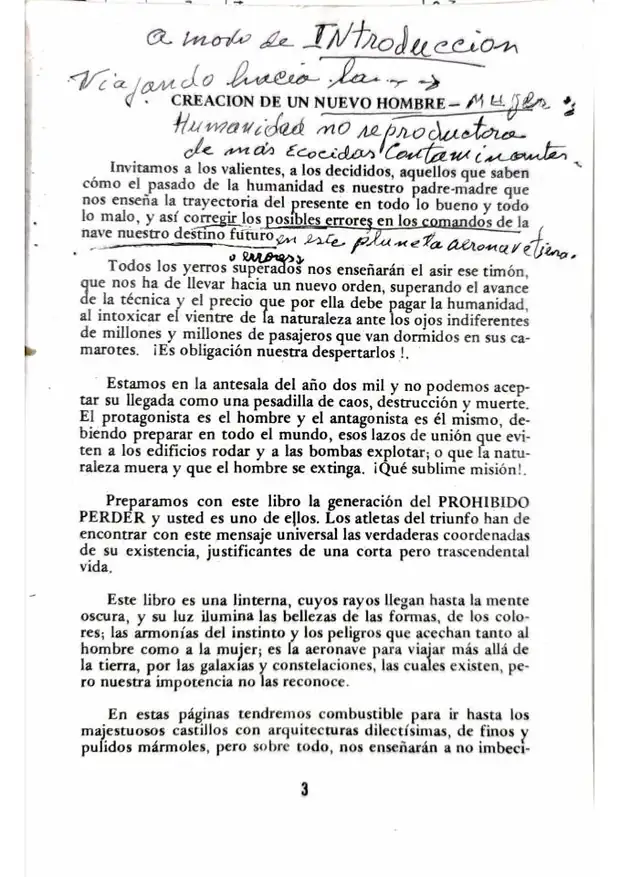 a modo de INtroduccion
Viajando hacia la - - →
CREACION DE UN NUEVO HOMBRE – MUJER
Humanidad no reproductora
de más Ecocidas Contaminantes.
Invitamos a los valientes, a los decididos, aquellos que saben
cómo el pasado de la humanidad es nuestro padre-madre que
nos enseña la trayectoria del presente en todo lo bueno y todo
lo malo, y así corregir los posibles errores en los comandos de la
nave nuestro destino futuro, en este planeta aeronave tierra.
o errores
Todos los yerros superados nos enseñarán el asir ese timón,
que nos ha de llevar hacia un nuevo orden, superando el avance
de la técnica y el precio que por ella debe pagar la humanidad,
al intoxicar el vientre de la naturaleza ante los ojos indiferentes
de millones y millones de pasajeros que van dormidos en sus ca-
marotes. ¡Es obligación nuestra despertarlos !.
Estamos en la antesala del año dos mil y no podemos acep-
tar su llegada como una pesadilla de caos, destrucción y muerte.
El protagonista es el hombre y el antagonista es él mismo, de-
biendo preparar en todo el mundo, esos lazos de unión que evi-
ten a los edificios rodar y a las bombas explotar; o que la natu-
raleza muera y que el hombre se extinga. ¡Qué sublime misión!.
Preparamos con este libro la generación del PROHIBIDO
PERDER y usted es uno de ellos. Los atletas del triunfo han de
encontrar con este mensaje universal las verdaderas coordenadas
de su existencia, justificantes de una corta pero trascendental
vida.
Este libro es una linterna, cuyos rayos llegan hasta la mente
oscura, y su luz ilumina las bellezas de las formas, de los colo-
res; las armonías del instinto y los peligros que acechan tanto al
hombre como a la mujer; es la aeronave para viajar más allá de
la tierra, por las galaxias y constelaciones, las cuales existen, pe-
ro nuestra impotencia no las reconoce.
En estas páginas tendremos combustible para ir hasta los
majestuosos castillos con arquitecturas dilectísimas, de finos y
pulidos mármoles, pero sobre todo, nos enseñarán a no imbeci-
3